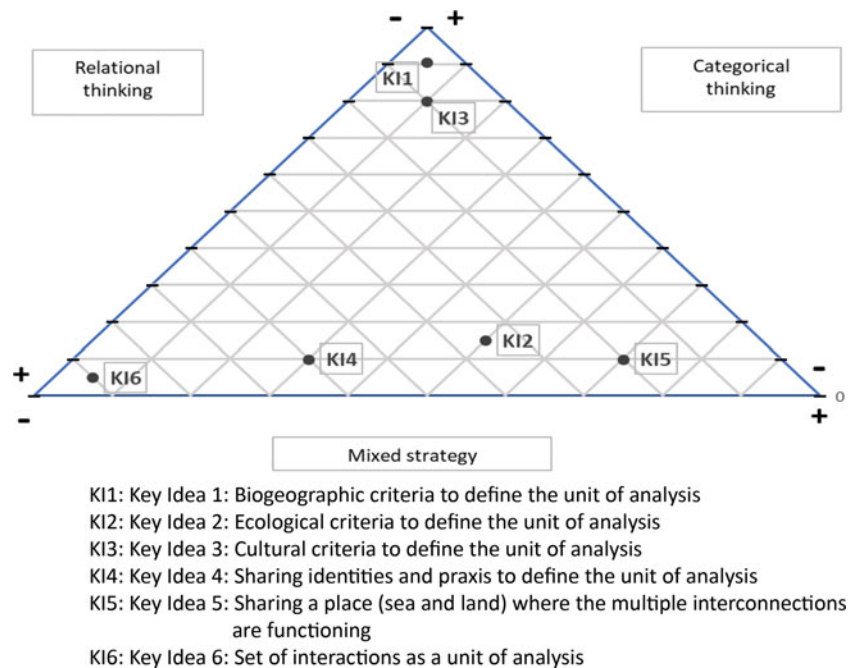 - +
Relational
thinking
Categorical
thinking
KI1
KI3
KI2
KI4
KI5
KI6
+ -
- + 0
Mixed strategy
KI1: Key Idea 1: Biogeographic criteria to define the unit of analysis
KI2: Key Idea 2: Ecological criteria to define the unit of analysis
KI3: Key Idea 3: Cultural criteria to define the unit of analysis
KI4: Key Idea 4: Sharing identities and praxis to define the unit of analysis
KI5: Key Idea 5: Sharing a place (sea and land) where the multiple interconnections
are functioning
KI6: Key Idea 6: Set of interactions as a unit of analysis